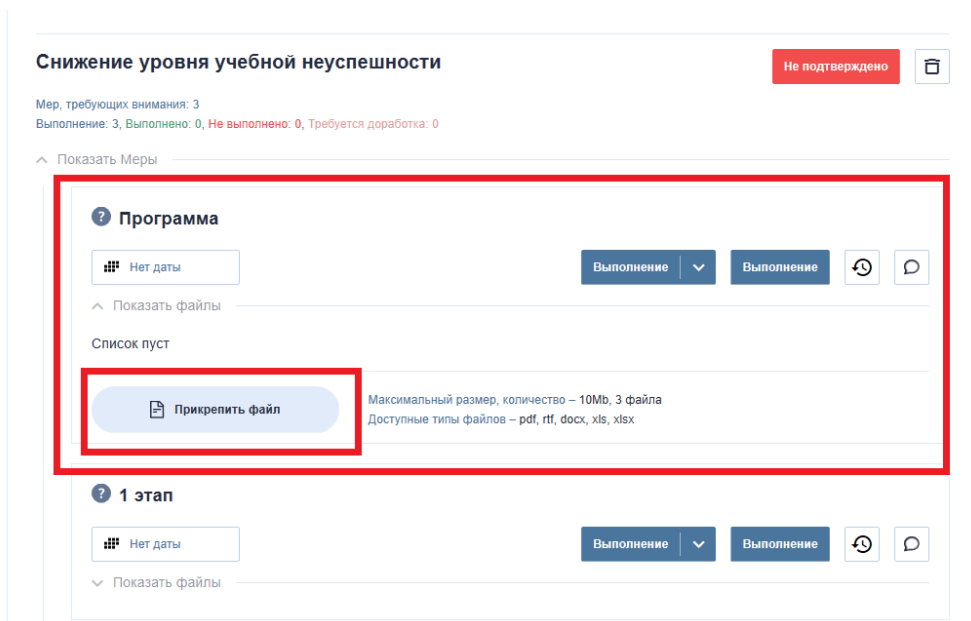 Снижение уровня учебной неуспешности
Не подтверждено
Мер, требующих внимания: 3
Выполнение: 3, Выполнено: 0, Не выполнено: 0, Требуется доработка: 0
Показать Меры
? Программа
Нет даты
Выполнение
Выполнение
Показать файлы
Список пуст
Прикрепить файл
Максимальный размер, количество – 10Mb, 3 файла
Доступные типы файлов – pdf, rtf, docx, xls, xlsx
? 1 этап
Нет даты
Выполнение
Выполнение
Показать файлы